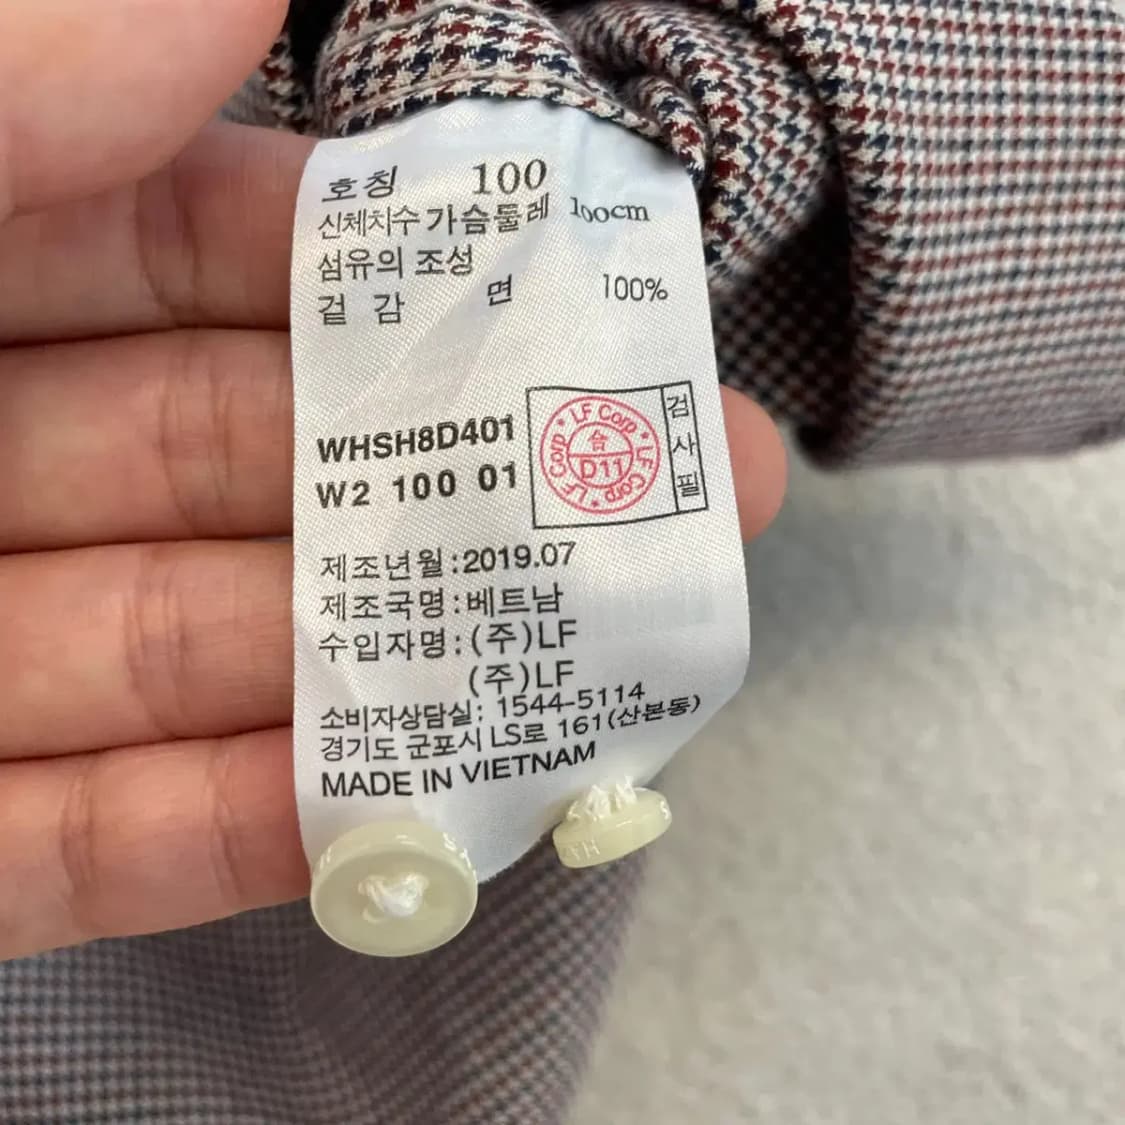 호칭 100
신체치수 가슴둘레 100cm
섬유의 조성
겉 감 면 100%
WHSH8D401
W2 100 01
LF Corp • LF Corp • LF Corp •
合
D11
검사필
제조년월:2019.07
제조국명:베트남
수입자명:(주)LF
(주)LF
소비자상담실: 1544-5114
경기도 군포시 LS로 161(산본동)
MADE IN VIETNAM